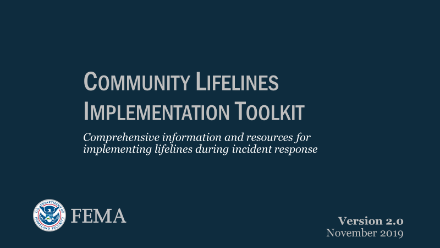 COMMUNITY LIFELINES
IMPLEMENTATION TOOLKIT
Comprehensive information and resources for
implementing lifelines during incident response
FEMA
Version 2.0
November 2019